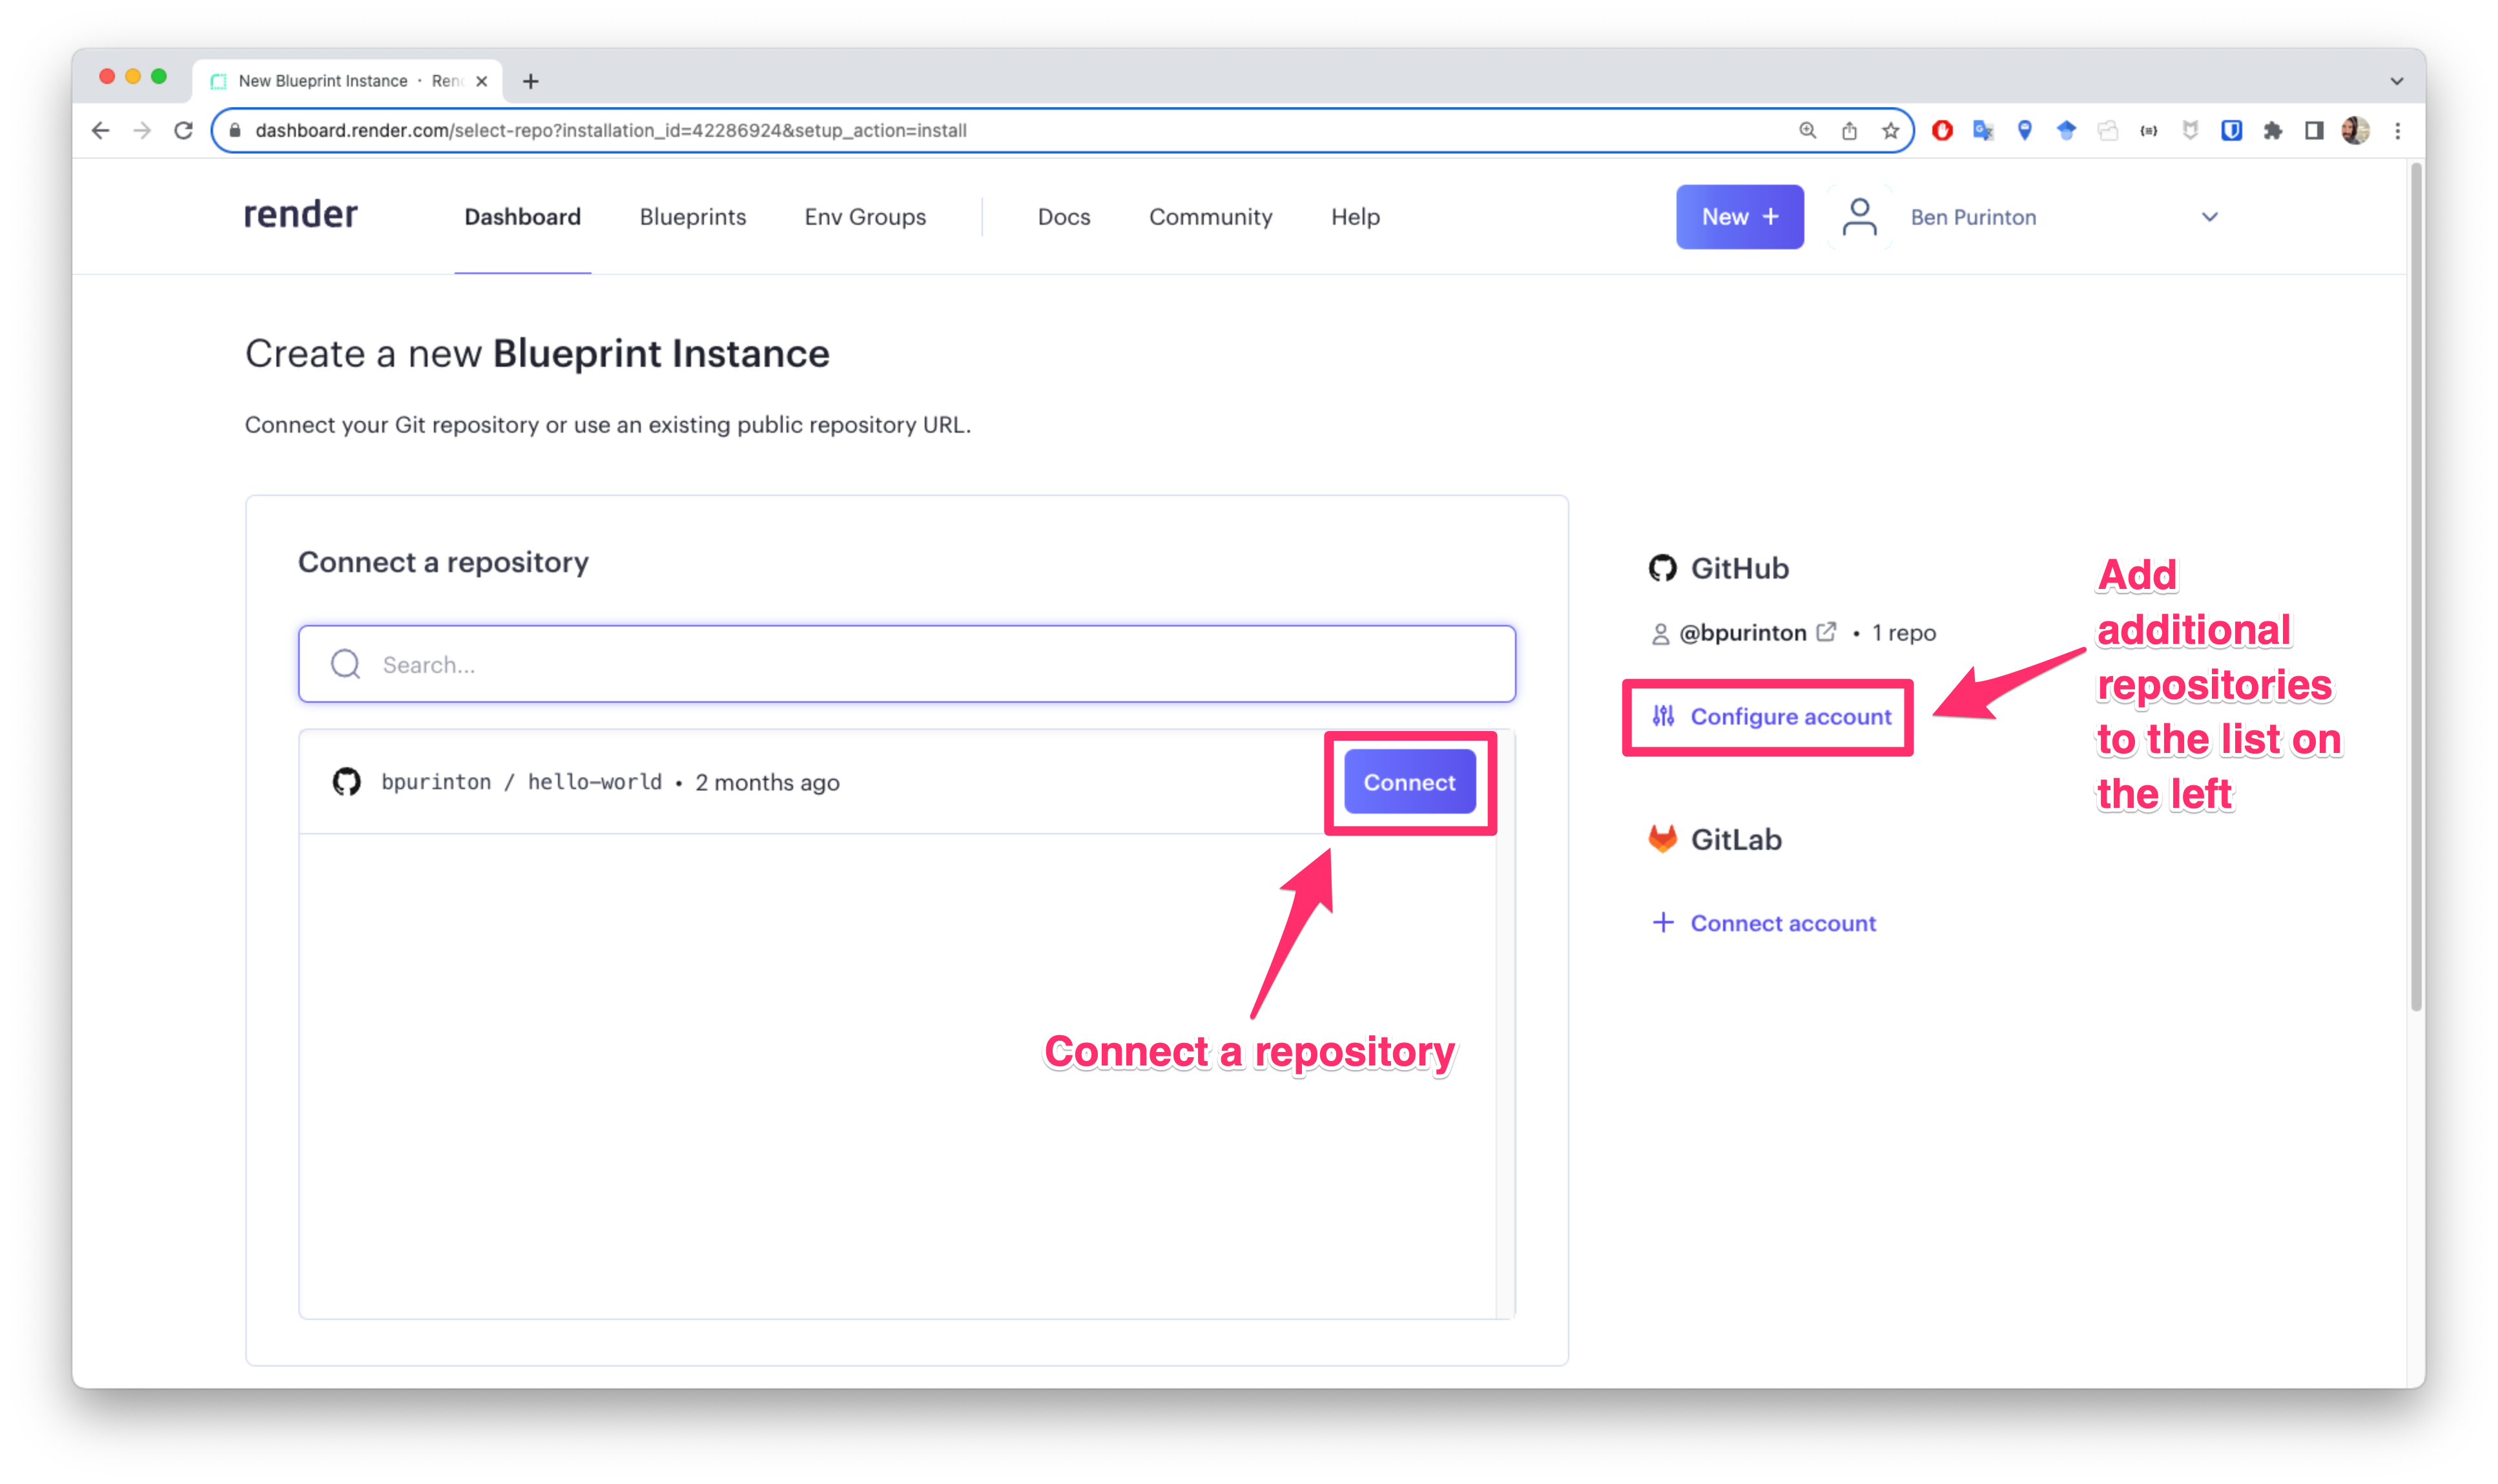 New Blueprint Instance · Ren
dashboard.render.com/select-repo?installation_id=42286924&setup_action=install
render
Dashboard
Blueprints
Env Groups
Docs
Community
Help
New +
Ben Purinton
Create a new Blueprint Instance
Connect your Git repository or use an existing public repository URL.
Connect a repository
Search...
bpurinton / hello-world • 2 months ago
Connect
Connect a repository
GitHub
@bpurinton • 1 repo
Configure account
GitLab
+ Connect account
Add
additional
repositories
to the list on
the left